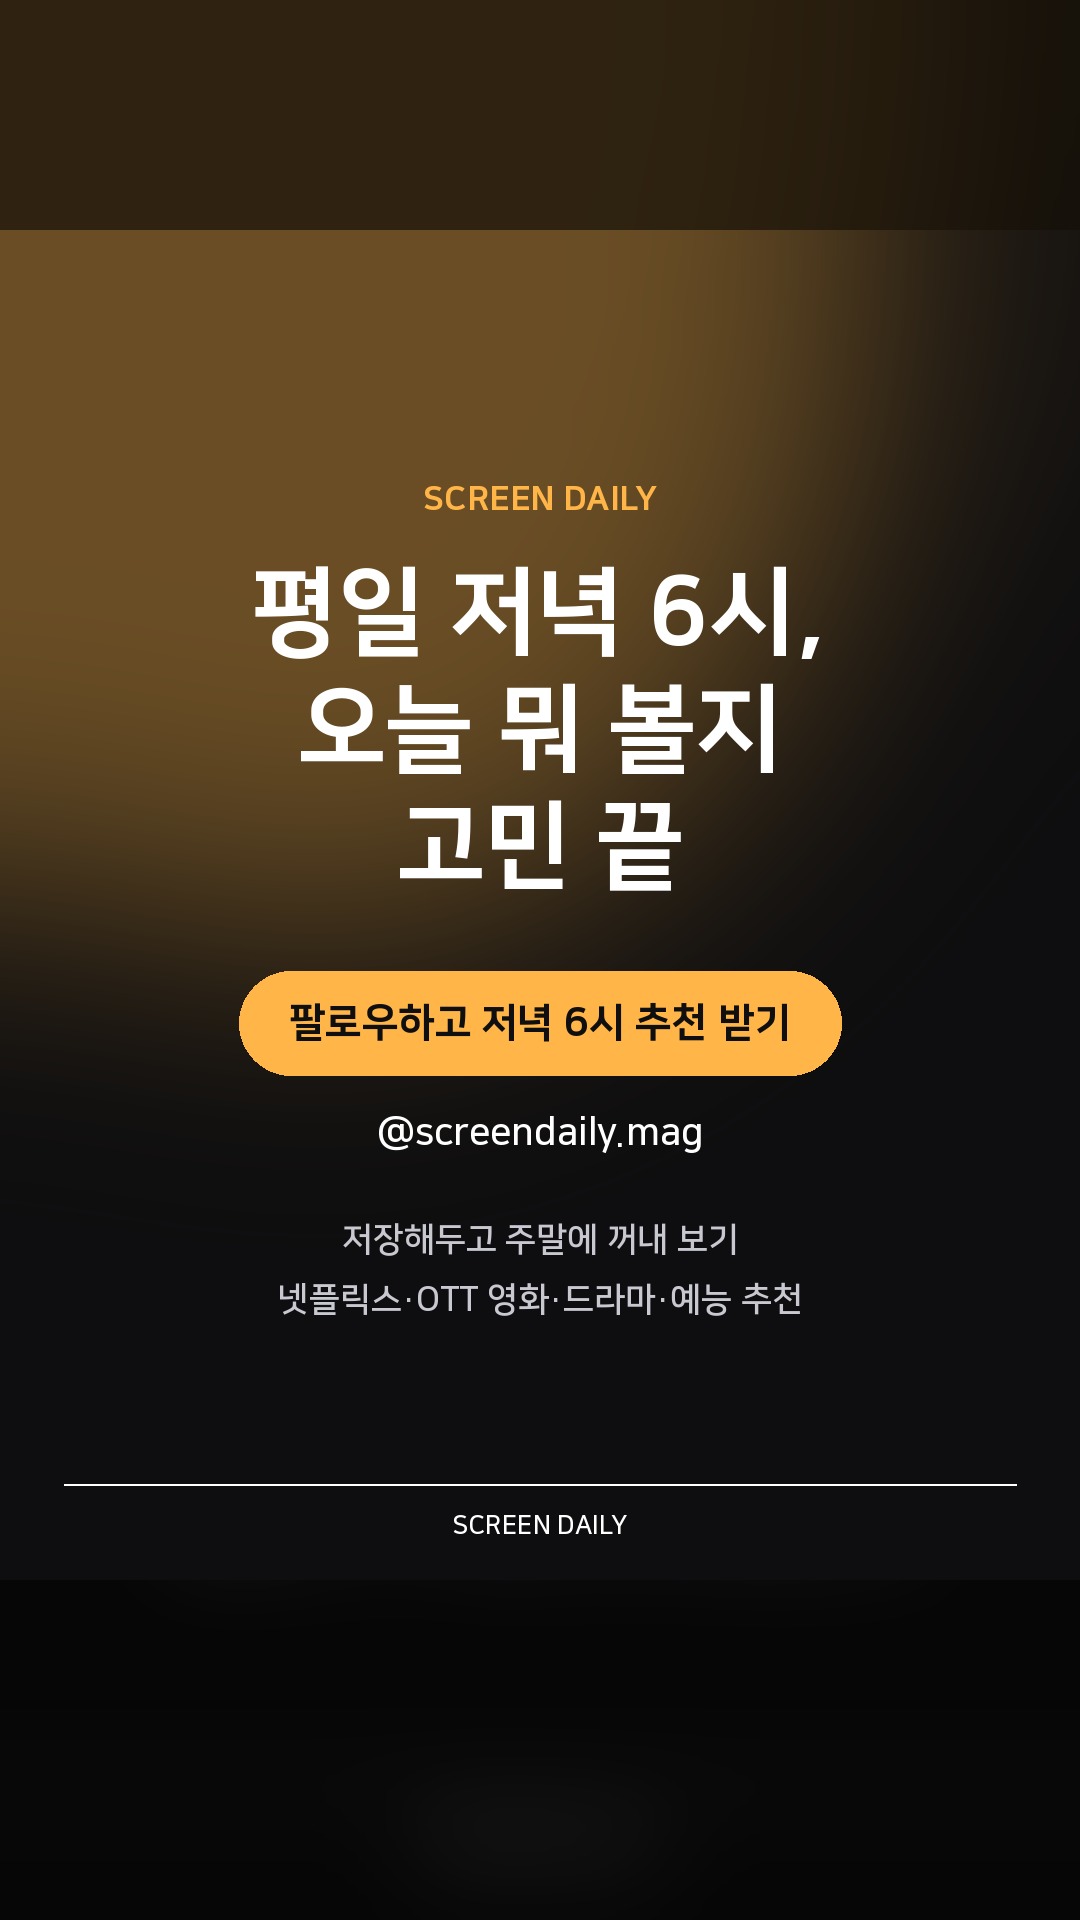 SCREEN DAILY
평일 저녁 6시,
오늘 뭐 볼지
고민 끝
팔로우하고 저녁 6시 추천 받기
@screendaily.mag
저장해두고 주말에 꺼내 보기
넷플릭스·OTT 영화·드라마·예능 추천
SCREEN DAILY